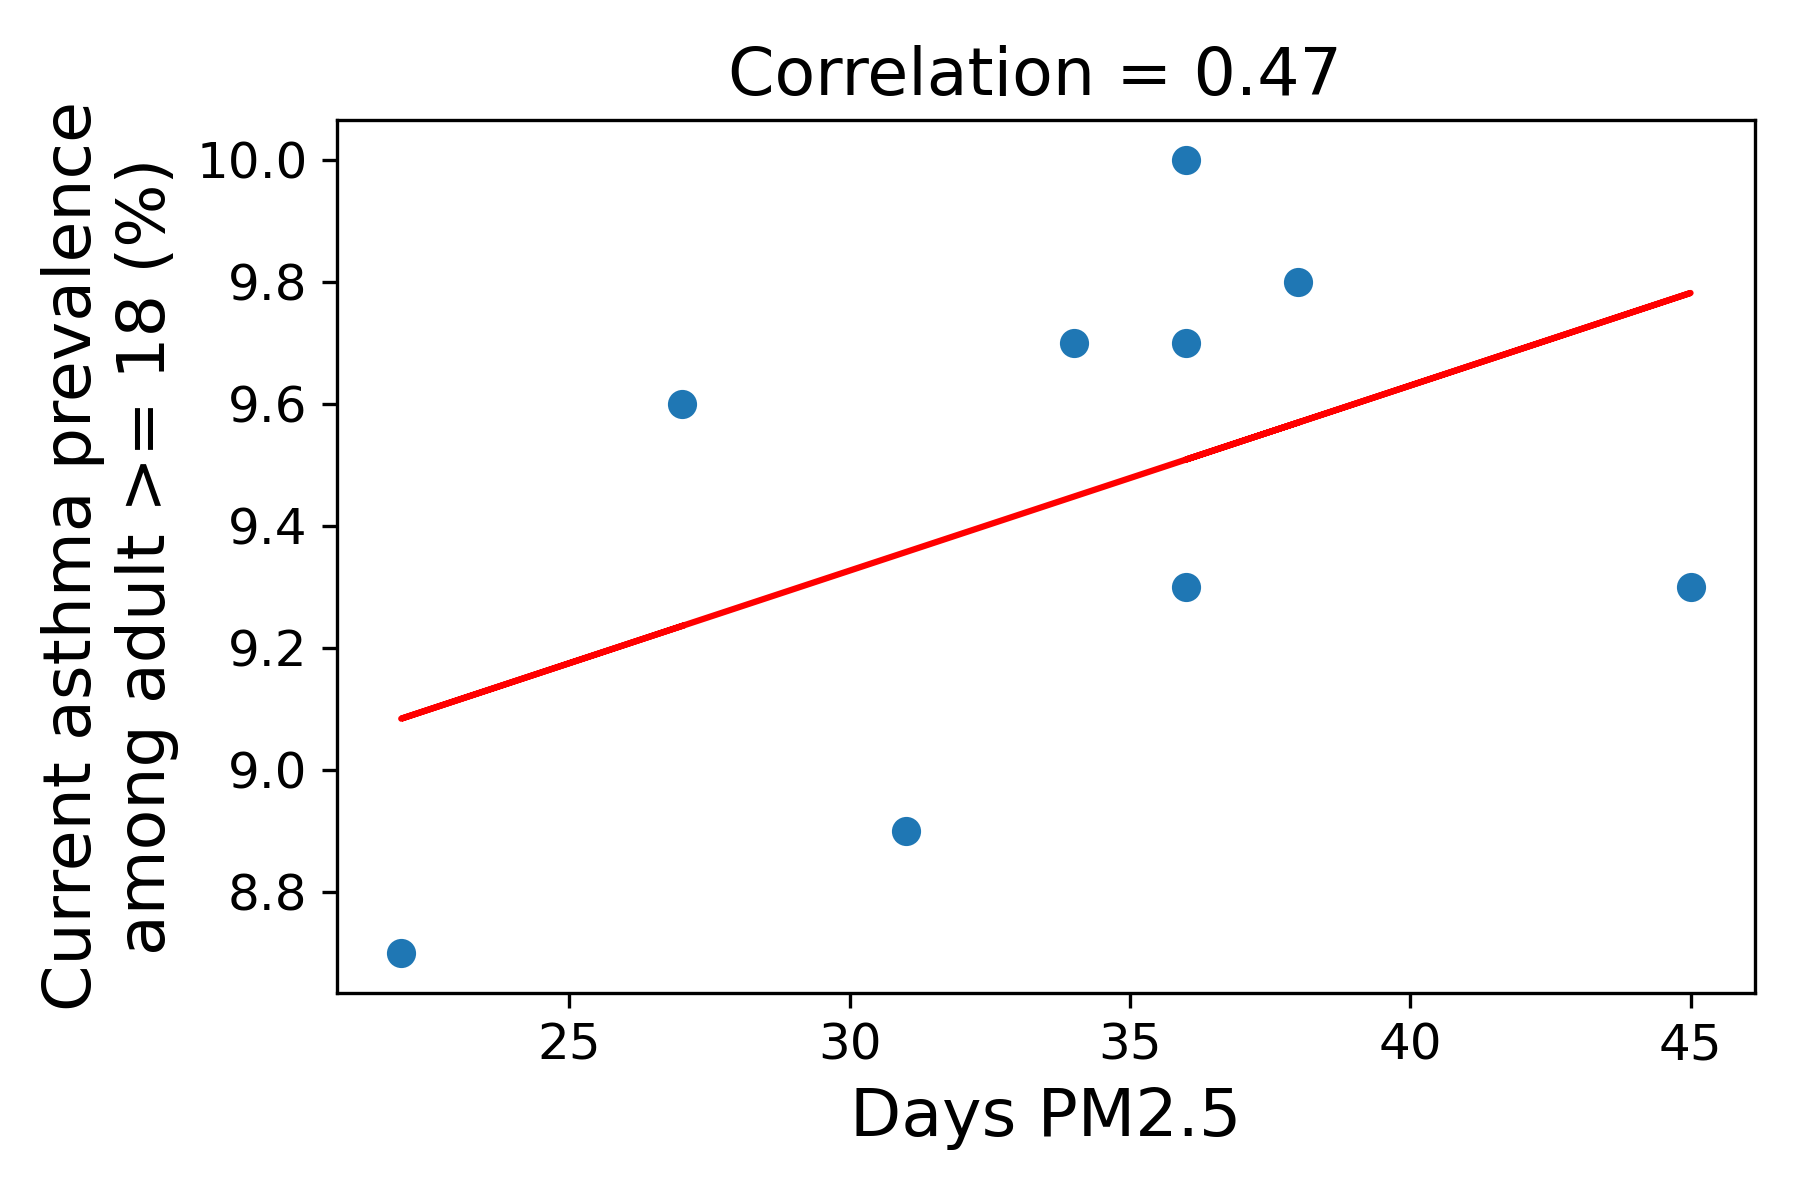 Correlation = 0.47
Current asthma prevalence
among adult >= 18 (%)
10.0
9.8
9.6
9.4
9.2
9.0
8.8
25 30 35 40 45
Days PM2.5